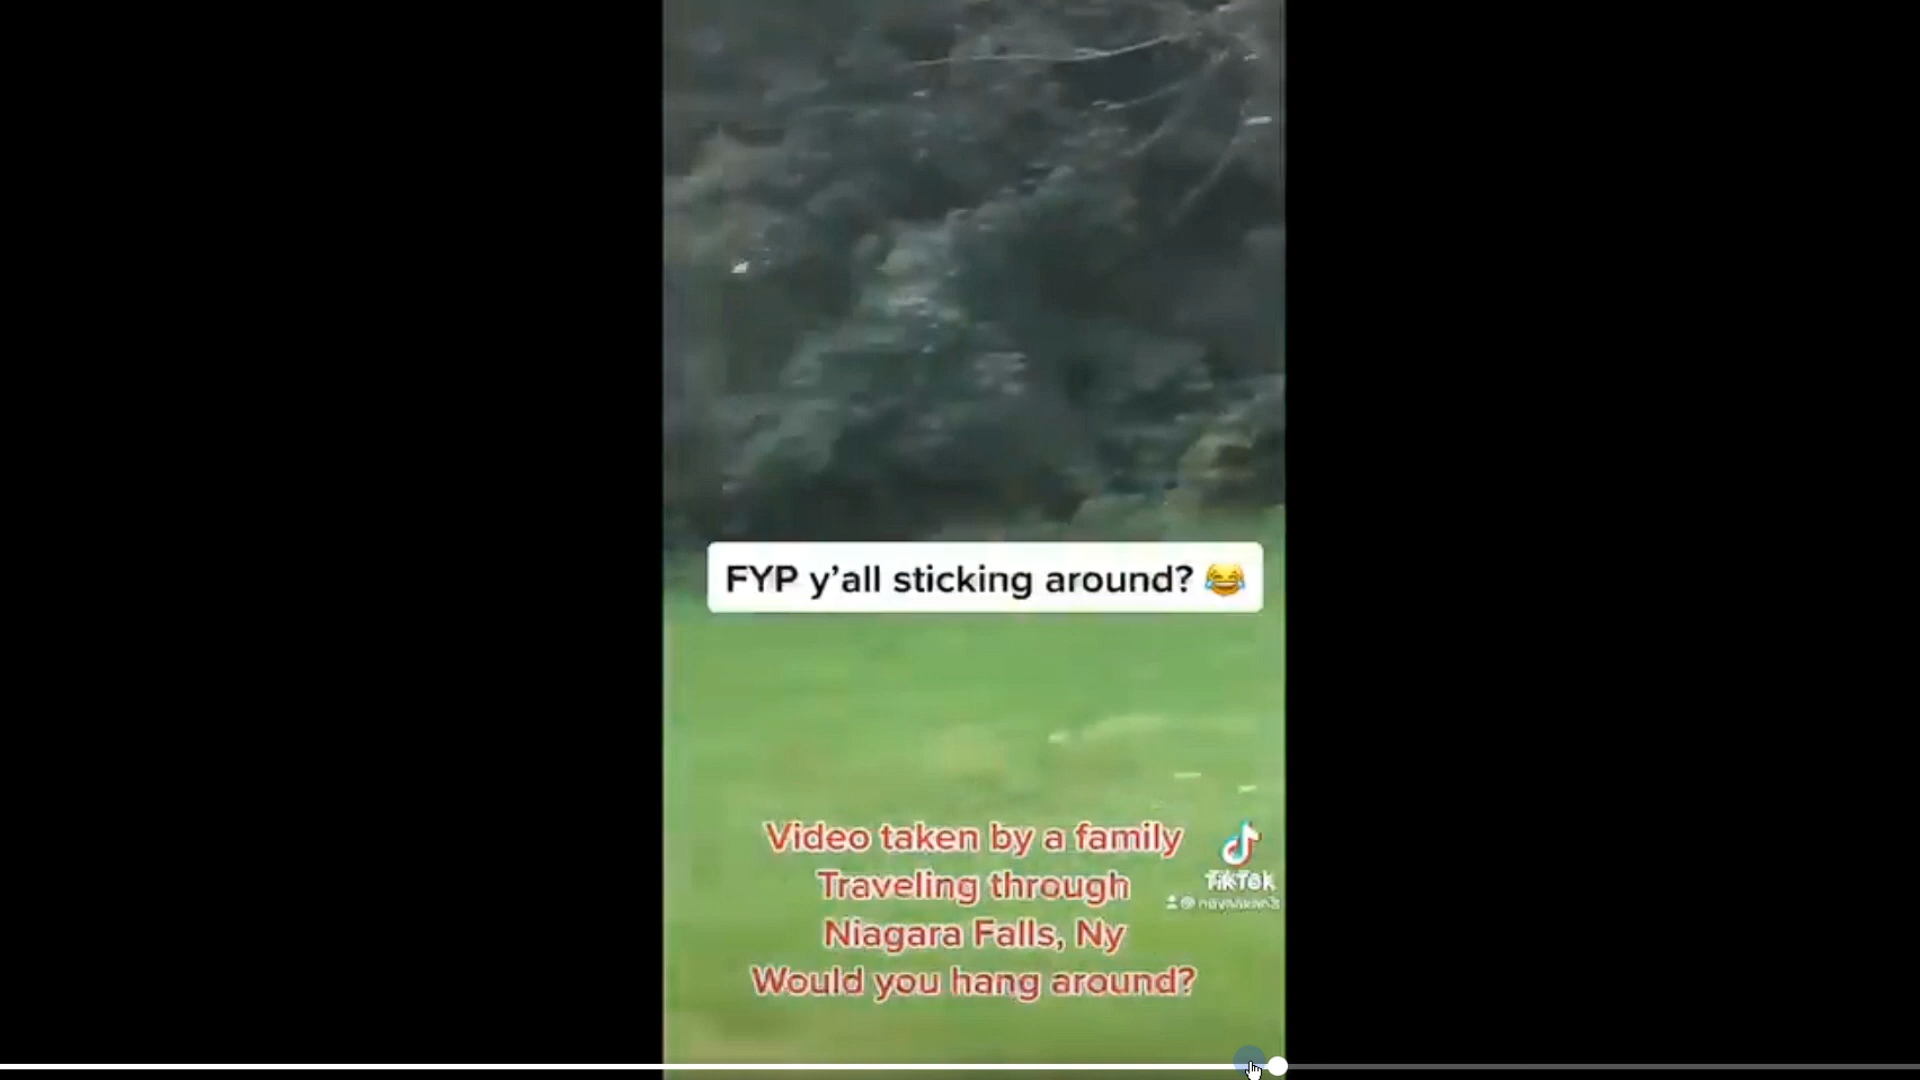 FYP y’all sticking around? 😂
Video taken by a family
Traveling through
Niagara Falls, Ny
Would you hang around?
TikTok